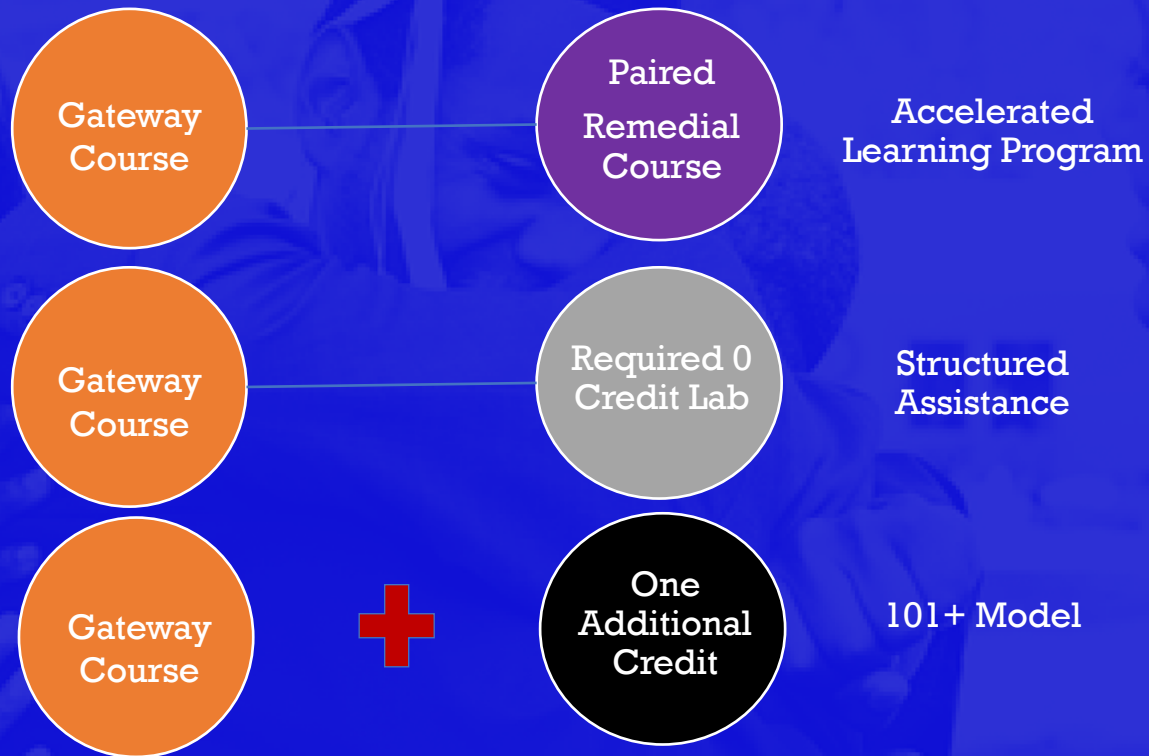 Gateway
Course
Paired
Remedial
Course
Accelerated
Learning Program
Gateway
Course
Required 0
Credit Lab
Structured
Assistance
Gateway
Course
One
Additional
Credit
101+ Model